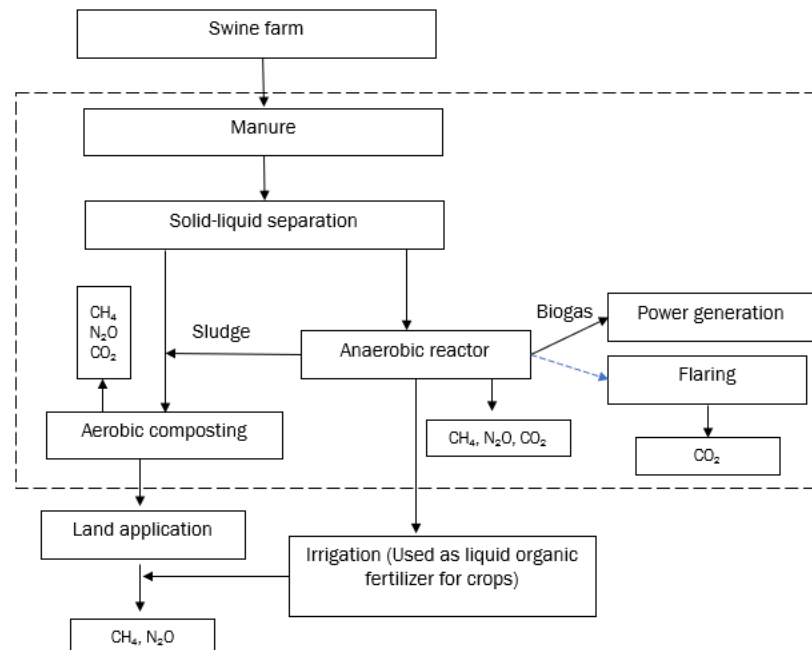 Swine farm
Manure
Solid-liquid separation
CH₄
N₂O
CO₂
Sludge
Anaerobic reactor
Biogas
Power generation
Flaring
Aerobic composting
CH₄, N₂O, CO₂
CO₂
Land application
Irrigation (Used as liquid organic
fertilizer for crops)
CH₄, N₂O